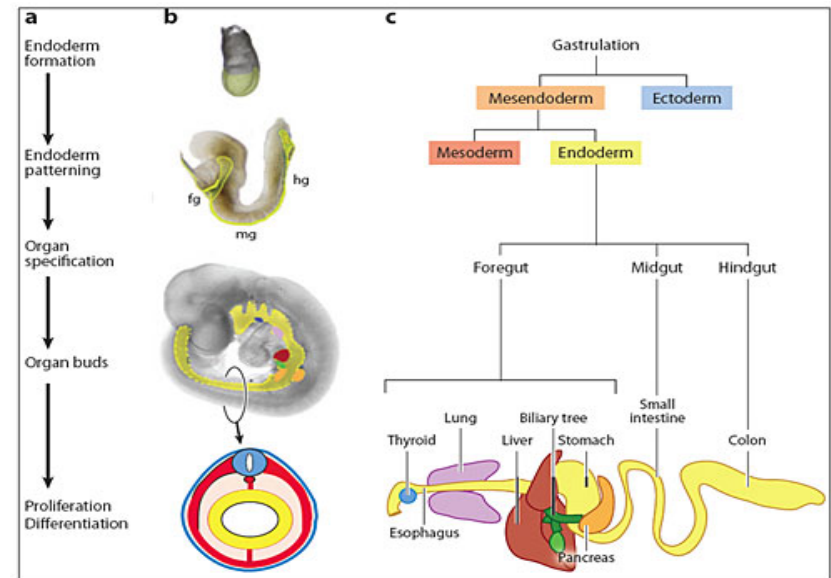 a
Endoderm
formation
Endoderm
patterning
Organ
specification
Organ buds
Proliferation
Differentiation
b
fg
hg
mg
c
Gastrulation
Mesendoderm
Ectoderm
Mesoderm
Endoderm
Foregut
Midgut
Hindgut
Small
intestine
Lung
Biliary tree
Thyroid
Liver
Stomach
Colon
Esophagus
Pancreas